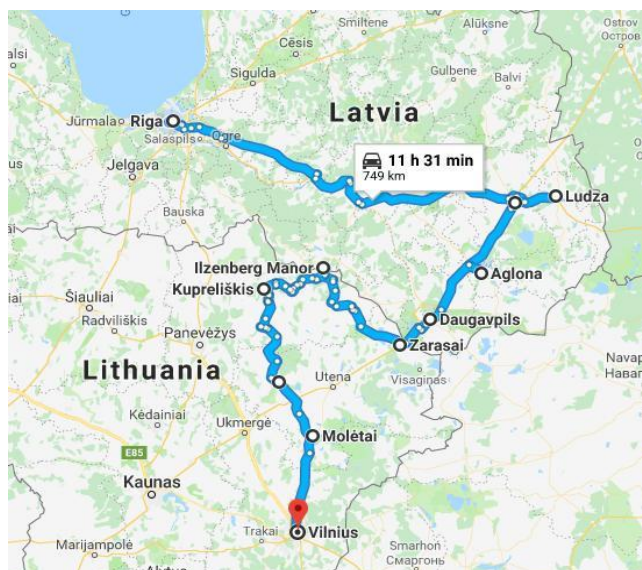 Smiltene
Alūksne
Остров
Ostrov
Cēsis
Sigulda
Gulbene
Balvi
Jūrmala
Riga
Latvia
Salaspils
Ogre
11 h 31 min
749 km
Jelgava
Ludza
Bauska
Ilzenberg Manor
Aglona
Kupreliškis
Šiauliai
Daugavpils
Radviliškis
Panevėžys
Zarasai
Lithuania
Utena
Visaginas
Kėdainiai
Ukmergė
Molėtai
E85
Kaunas
Trakai
Vilnius
Marijampolė
Smarhoń
Сморгонь